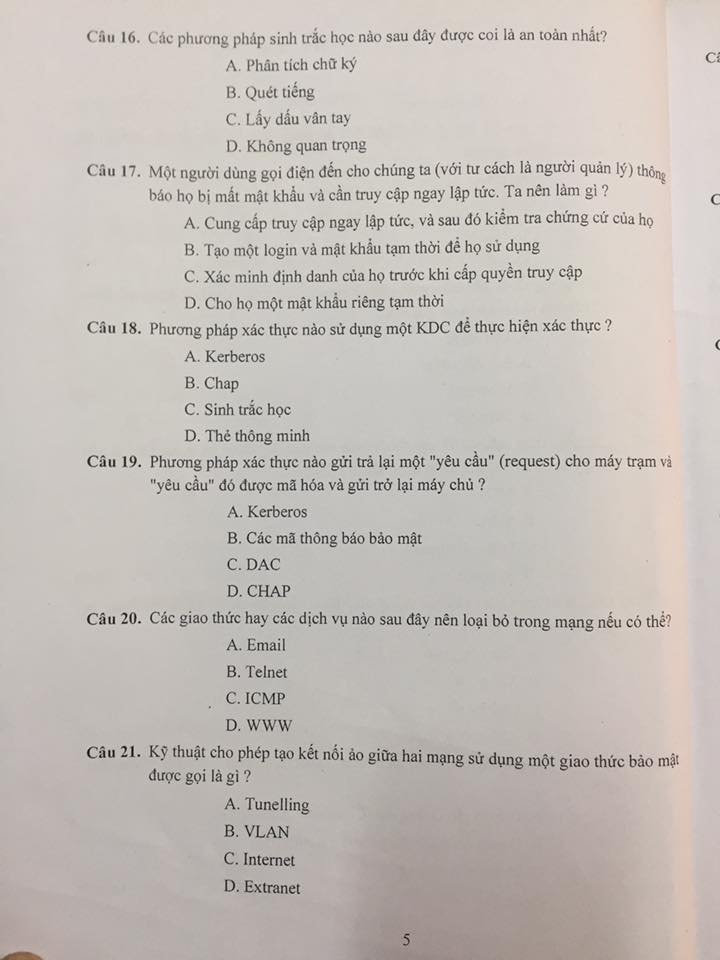 Câu 16. Các phương pháp sinh trắc học nào sau đây được coi là an toàn nhất?
A. Phân tích chữ ký
B. Quét tiếng
C. Lấy dấu vân tay
D. Không quan trọng
Câu 17. Một người dùng gọi điện đến cho chúng ta (với tư cách là người quản lý) thông
báo họ bị mất mật khẩu và cần truy cập ngay lập tức. Ta nên làm gì ?
A. Cung cấp truy cập ngay lập tức, và sau đó kiểm tra chứng cứ của họ
B. Tạo một login và mật khẩu tạm thời để họ sử dụng
C. Xác minh định danh của họ trước khi cấp quyền truy cập
D. Cho họ một mật khẩu riêng tạm thời
Câu 18. Phương pháp xác thực nào sử dụng một KDC để thực hiện xác thực ?
A. Kerberos
B. Chap
C. Sinh trắc học
D. Thẻ thông minh
Câu 19. Phương pháp xác thực nào gửi trả lại một "yêu cầu" (request) cho máy trạm và
"yêu cầu" đó được mã hóa và gửi trở lại máy chủ ?
A. Kerberos
B. Các mã thông báo bảo mật
C. DAC
D. CHAP
Câu 20. Các giao thức hay các dịch vụ nào sau đây nên loại bỏ trong mạng nếu có thể?
A. Email
B. Telnet
C. ICMP
D. WWW
Câu 21. Kỹ thuật cho phép tạo kết nối ảo giữa hai mạng sử dụng một giao thức bảo mật
được gọi là gì ?
A. Tunelling
B. VLAN
C. Internet
D. Extranet
5